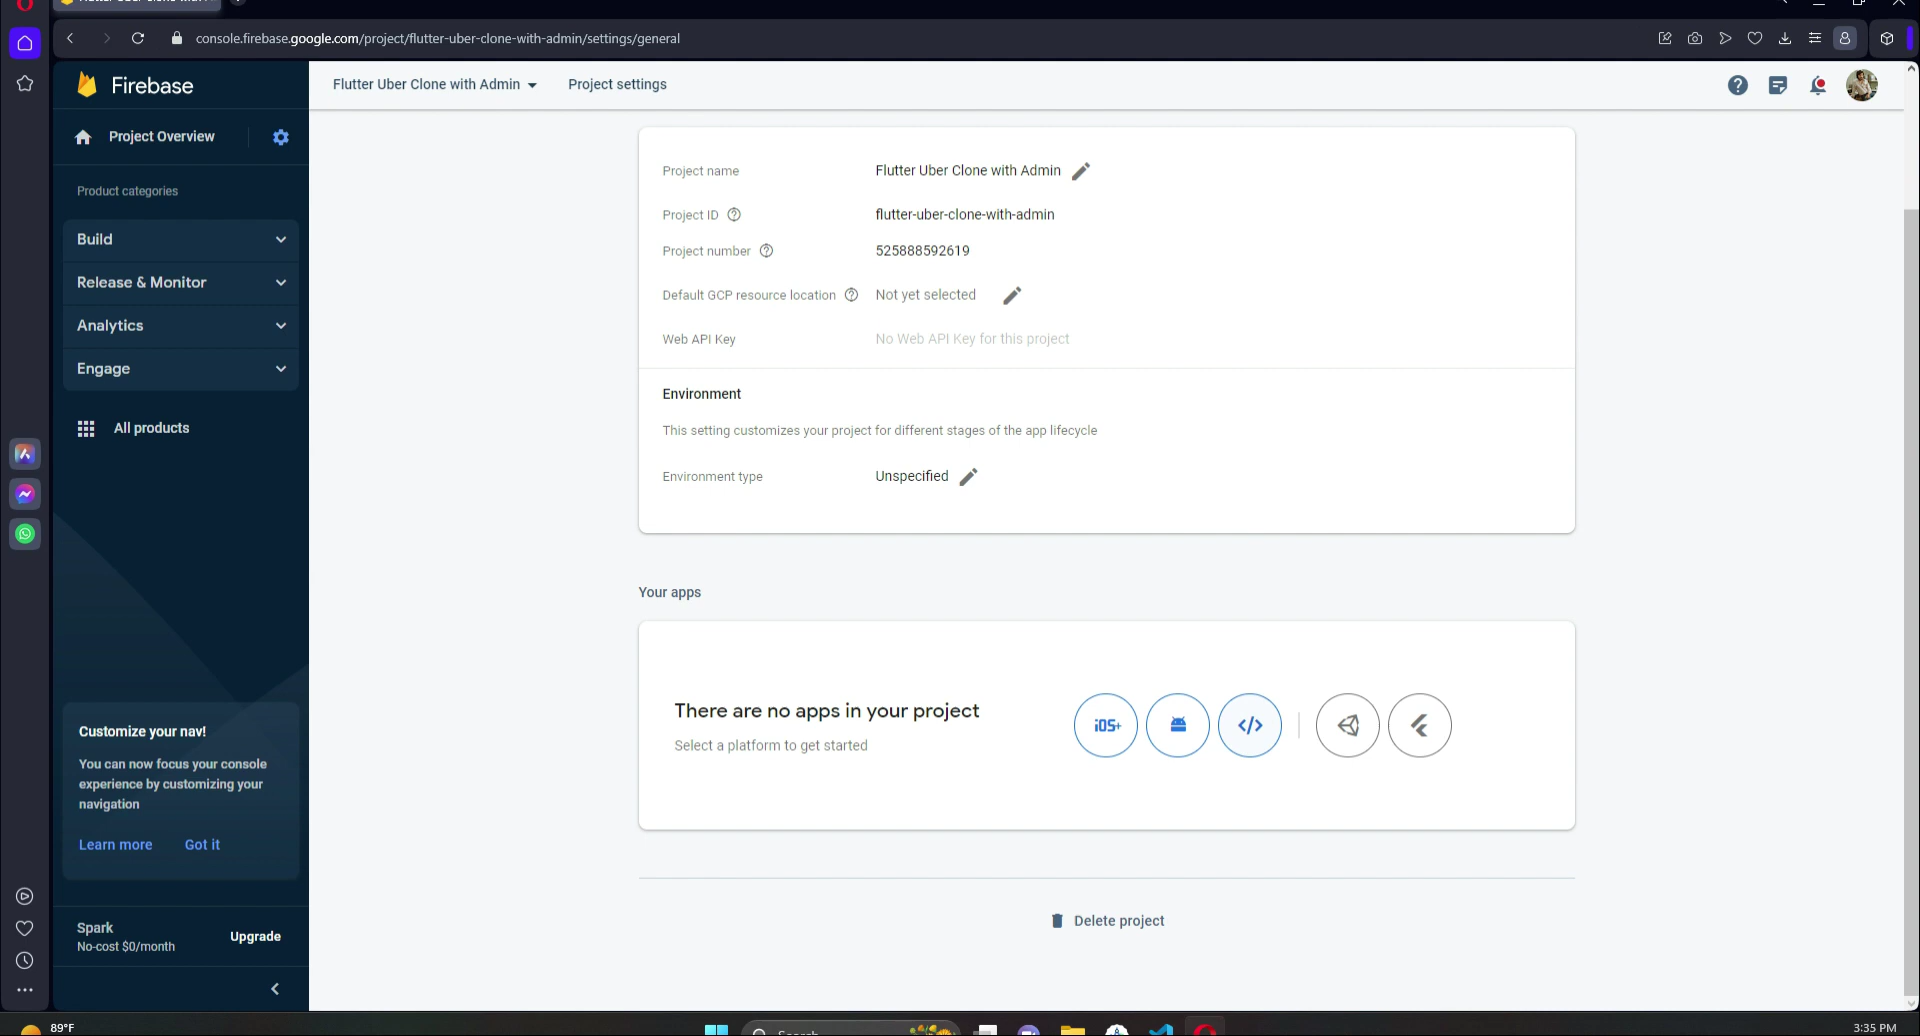 console.firebase.google.com/project/flutter-uber-clone-with-admin/settings/general
Firebase
Flutter Uber Clone with Admin
Project settings
Project Overview
Product categories
Build
Release & Monitor
Analytics
Engage
All products
Customize your nav!
You can now focus your console
experience by customizing your
navigation
Learn more
Got it
Spark
No-cost $0/month
Upgrade
Project name
Flutter Uber Clone with Admin
Project ID
flutter-uber-clone-with-admin
Project number
525888592619
Default GCP resource location
Not yet selected
Web API Key
No Web API Key for this project
Environment
This setting customizes your project for different stages of the app lifecycle
Environment type
Unspecified
Your apps
There are no apps in your project
Select a platform to get started
iOS+
</>
Delete project
89°F
Search
3:35 PM